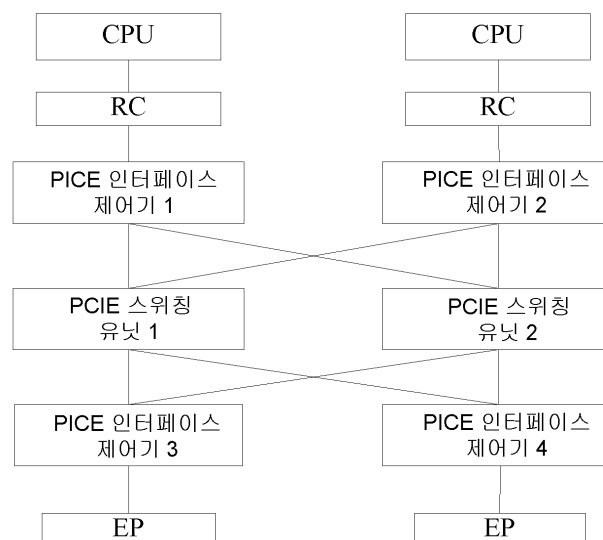 CPU
CPU
RC
RC
PICE 인터페이스
제어기 1
PICE 인터페이스
제어기 2
PCIE 스위칭
유닛 1
PCIE 스위칭
유닛 2
PICE 인터페이스
제어기 3
PICE 인터페이스
제어기 4
EP
EP